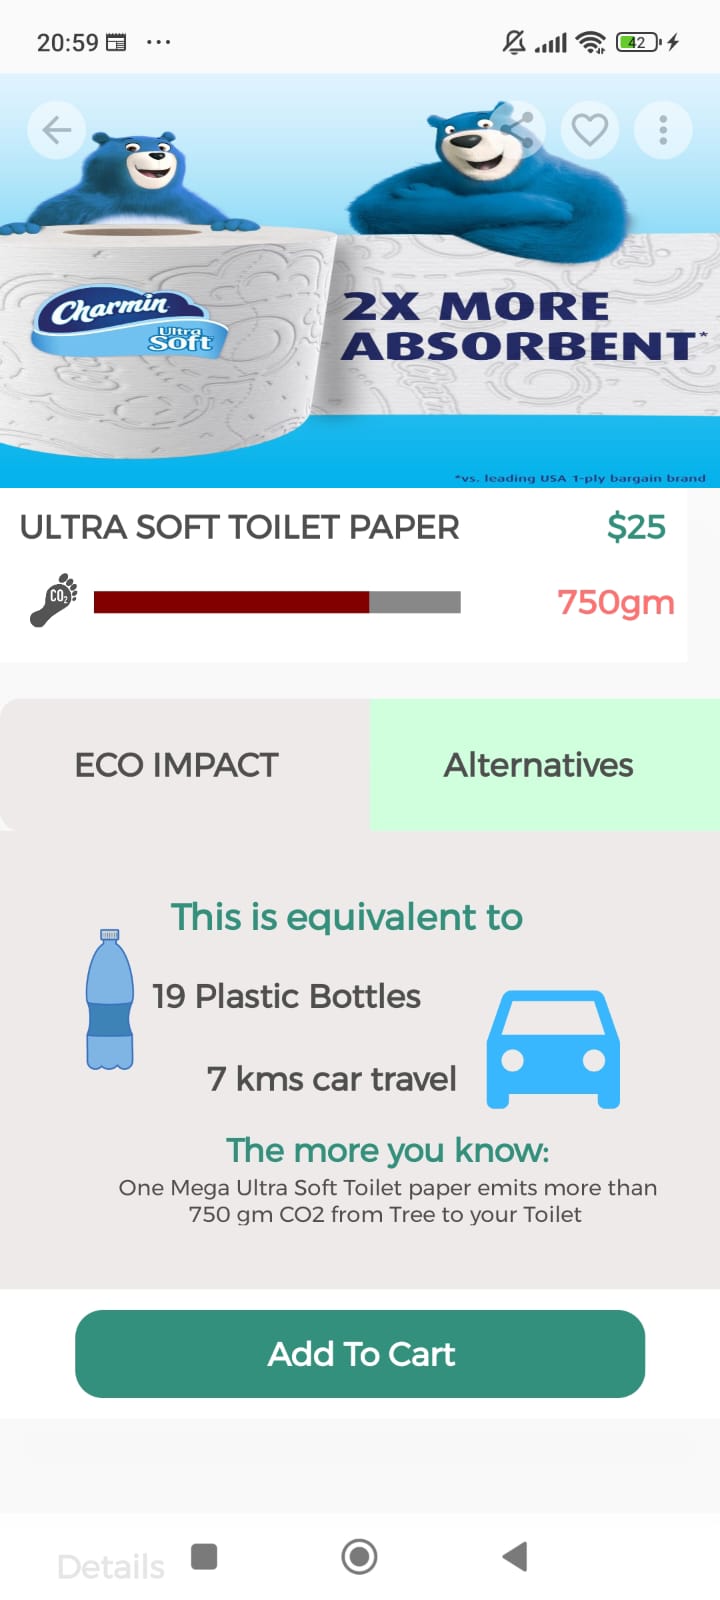 20:59
42
Charmin
Ultra
Soft
2X MORE
ABSORBENT*
*vs. leading USA 1-ply bargain brand
ULTRA SOFT TOILET PAPER
$25
CO2
750gm
ECO IMPACT
Alternatives
This is equivalent to
19 Plastic Bottles
7 kms car travel
The more you know:
One Mega Ultra Soft Toilet paper emits more than
750 gm CO2 from Tree to your Toilet
Add To Cart
Details